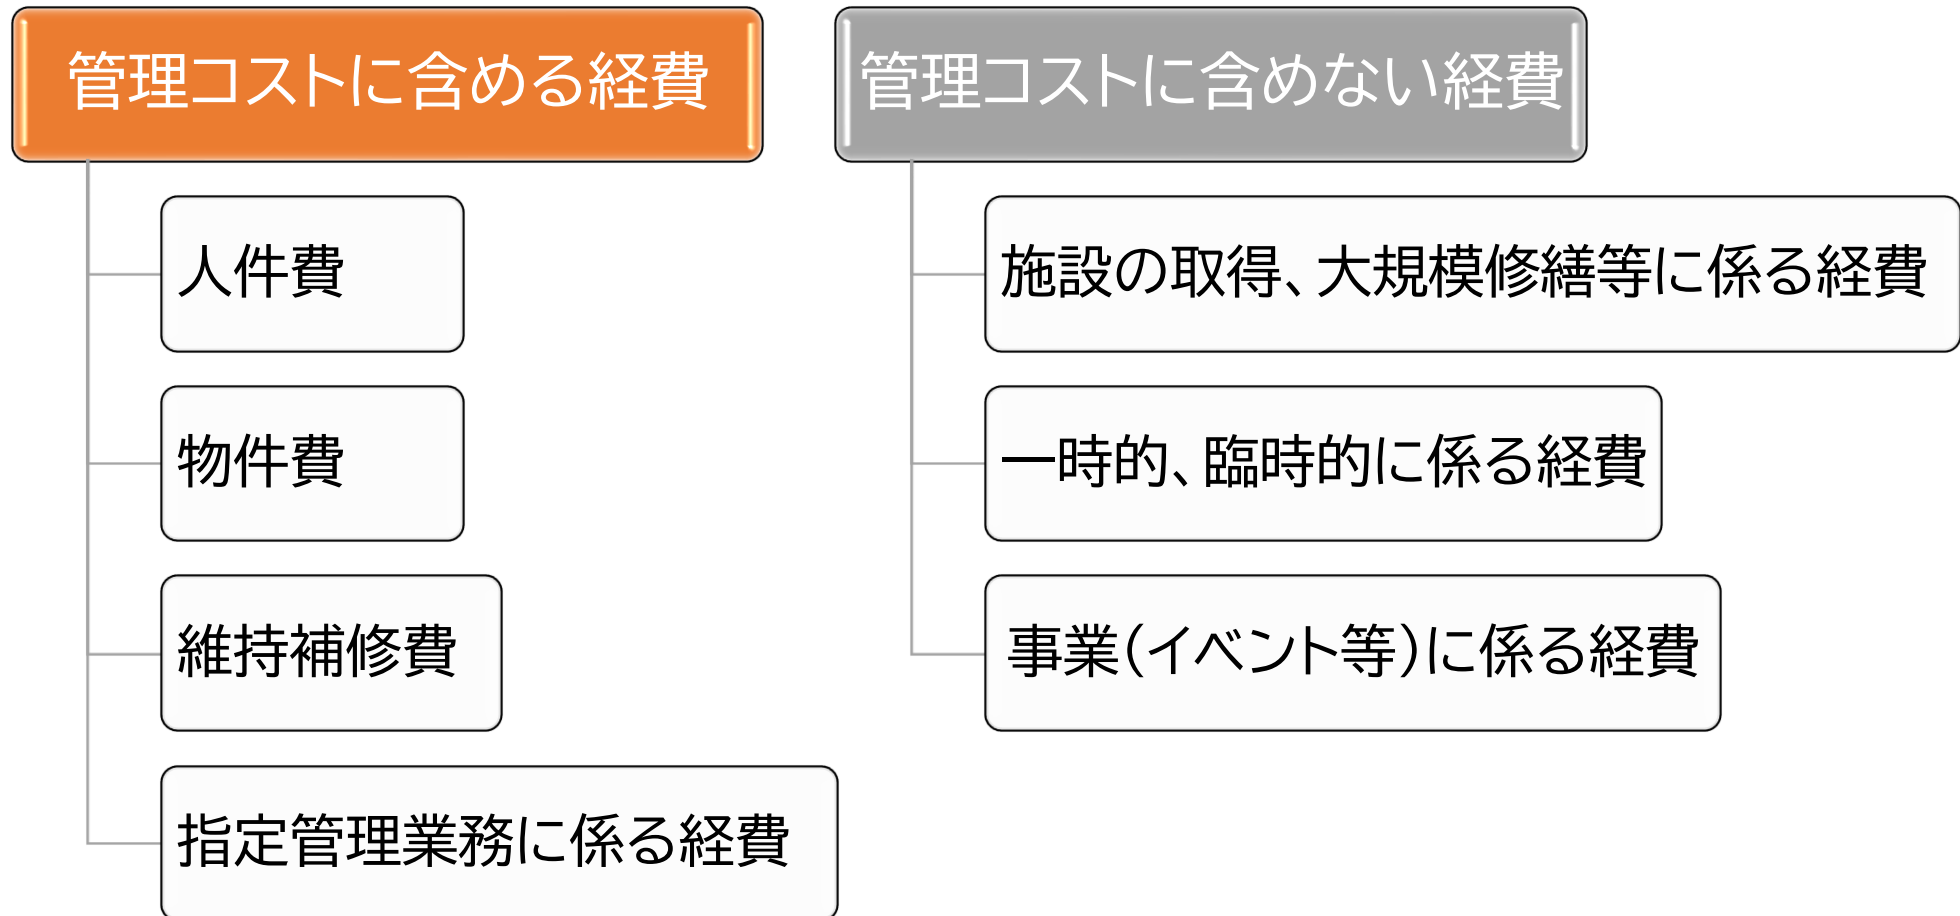 管理コストに含める経費
人件費
物件費
維持補修費
指定管理業務に係る経費
管理コストに含めない経費
施設の取得、大規模修繕等に係る経費
一時的、臨時的に係る経費
事業（イベント等）に係る経費